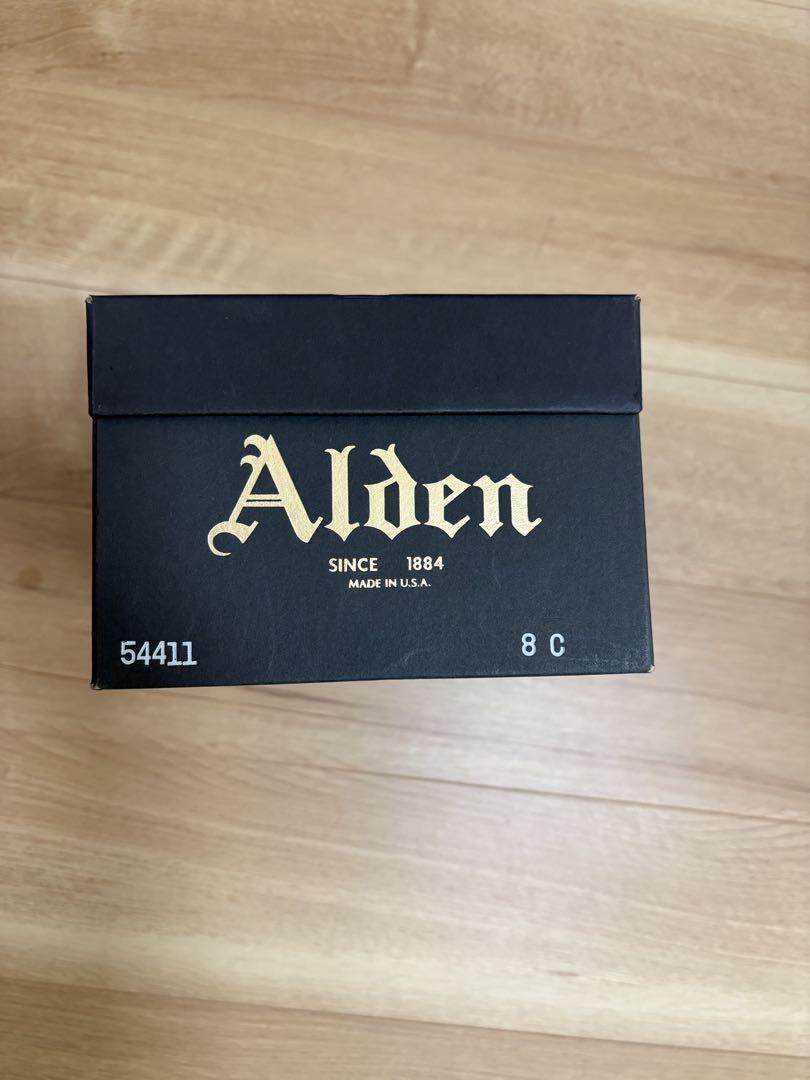 Alden
SINCE 1884
MADE IN U.S.A.
54411 8 C